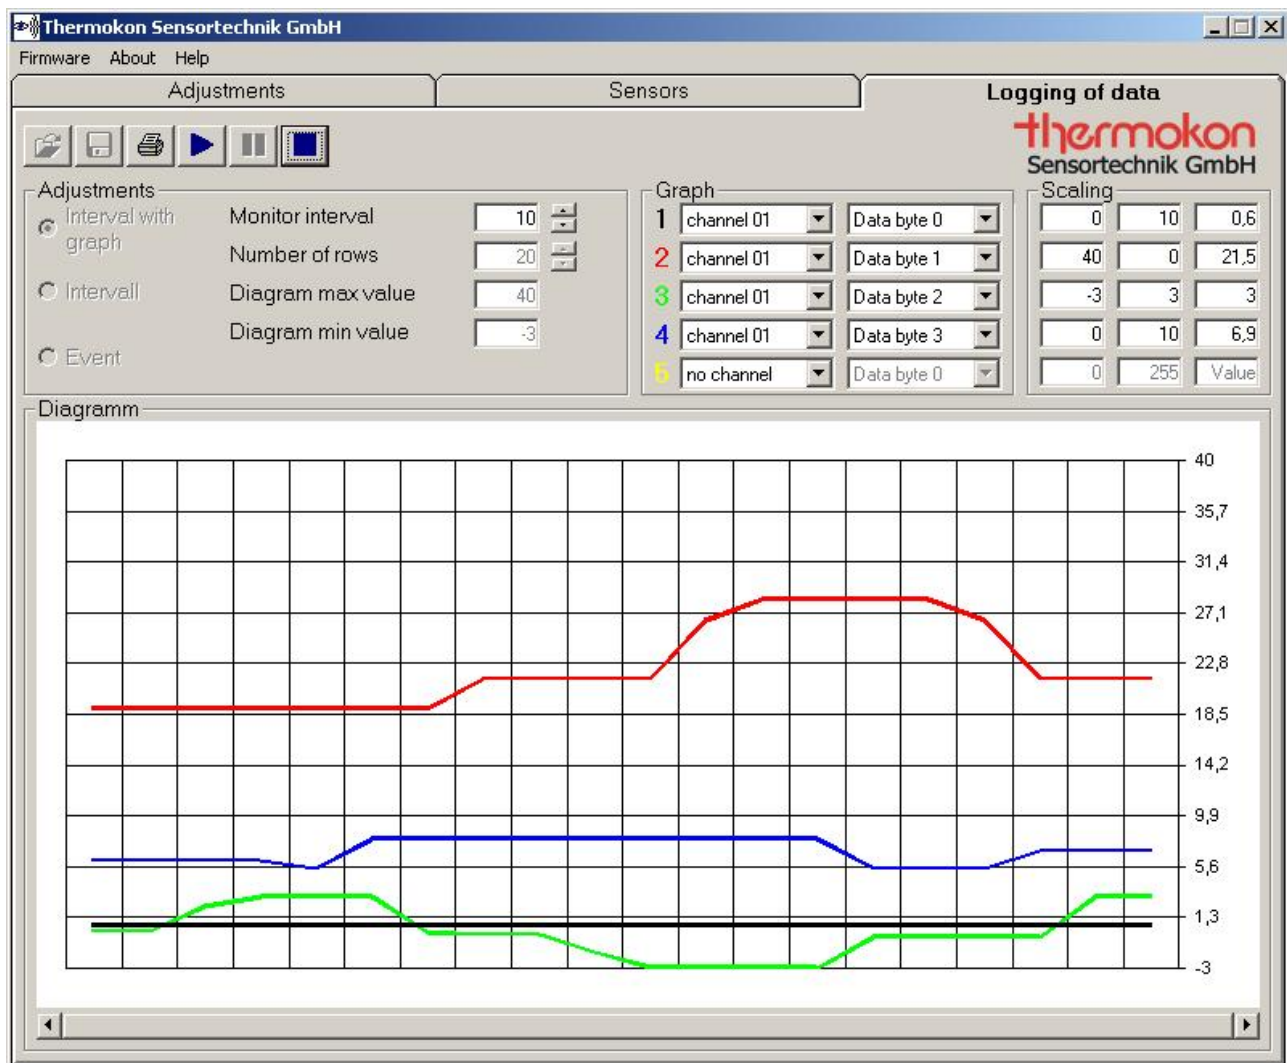 Thermokon Sensortechnik GmbH
Firmware About Help
Adjustments Sensors Logging of data
thermokon
Sensortechnik GmbH
Adjustments
Interval with graph
Intervall
Event
Monitor interval 10
Number of rows 20
Diagram max value 40
Diagram min value -3
Graph
1 channel 01 Data byte 0
2 channel 01 Data byte 1
3 channel 01 Data byte 2
4 channel 01 Data byte 3
5 no channel Data byte 0
Scaling
0 10 0,6
40 0 21,5
-3 3 3
0 10 6,9
0 255 Value
Diagramm
40
35,7
31,4
27,1
22,8
18,5
14,2
9,9
5,6
1,3
-3